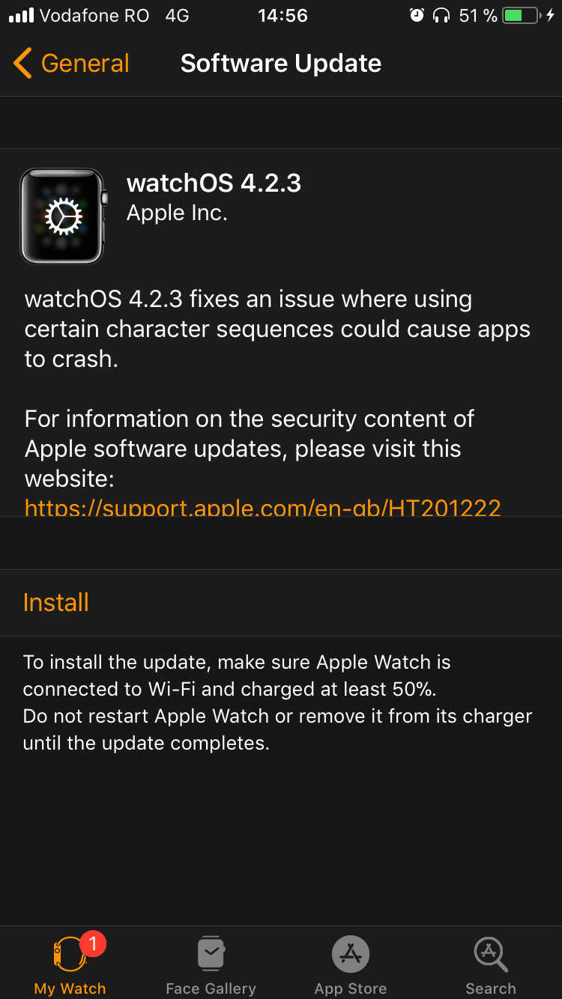 Vodafone RO 4G 14:56 51 %
General Software Update
watchOS 4.2.3
Apple Inc.
watchOS 4.2.3 fixes an issue where using
certain character sequences could cause apps
to crash.
For information on the security content of
Apple software updates, please visit this
website:
https://support.apple.com/en-gb/HT201222
Install
To install the update, make sure Apple Watch is
connected to Wi-Fi and charged at least 50%.
Do not restart Apple Watch or remove it from its charger
until the update completes.
1
My Watch Face Gallery App Store Search